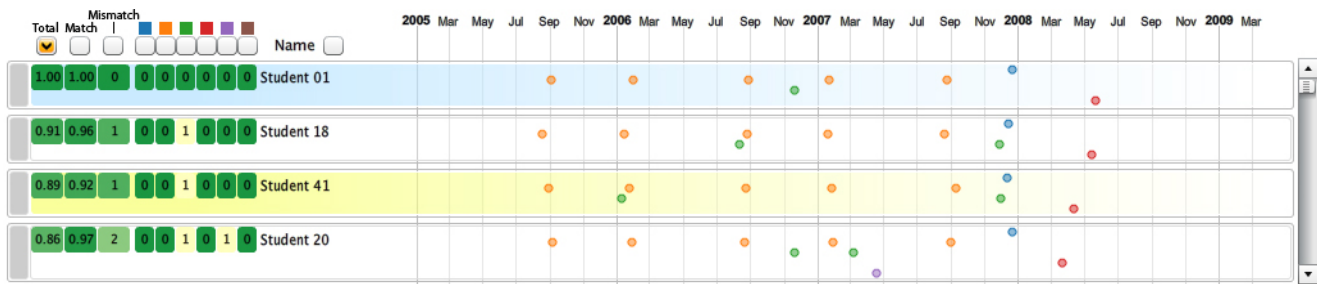 Mismatch
Total Match
2005 Mar May Jul Sep Nov 2006 Mar May Jul Sep Nov 2007 Mar May Jul Sep Nov 2008 Mar May Jul Sep Nov 2009 Mar
Name
1.00 1.00 0 0 0 0 0 0 0 Student 01
0.91 0.96 1 0 0 1 0 0 0 Student 18
0.89 0.92 1 0 0 1 0 0 0 Student 41
0.86 0.97 2 0 0 1 0 1 0 Student 20